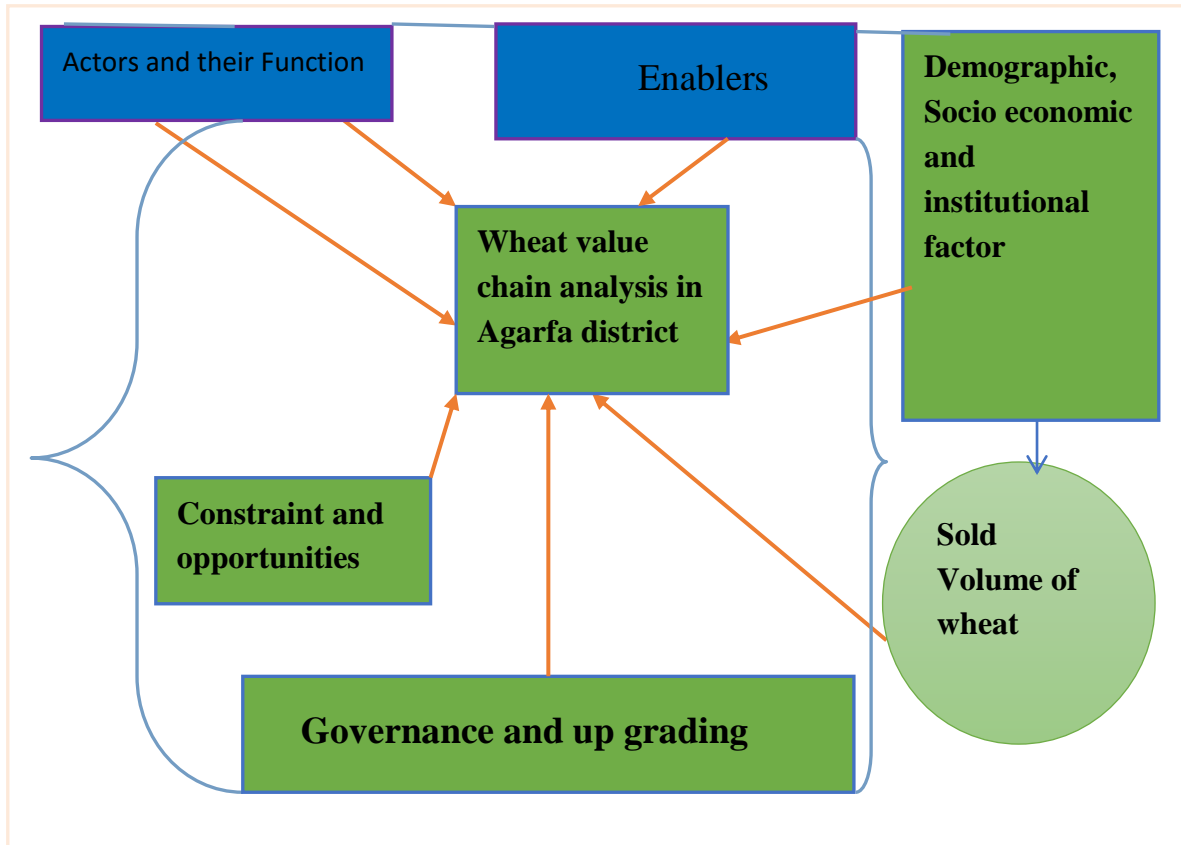 Actors and their Function
Enablers
Demographic,
Socio economic
and
institutional
factor
Wheat value
chain analysis in
Agarfa district
Constraint and
opportunities
Sold
Volume of
wheat
Governance and up grading